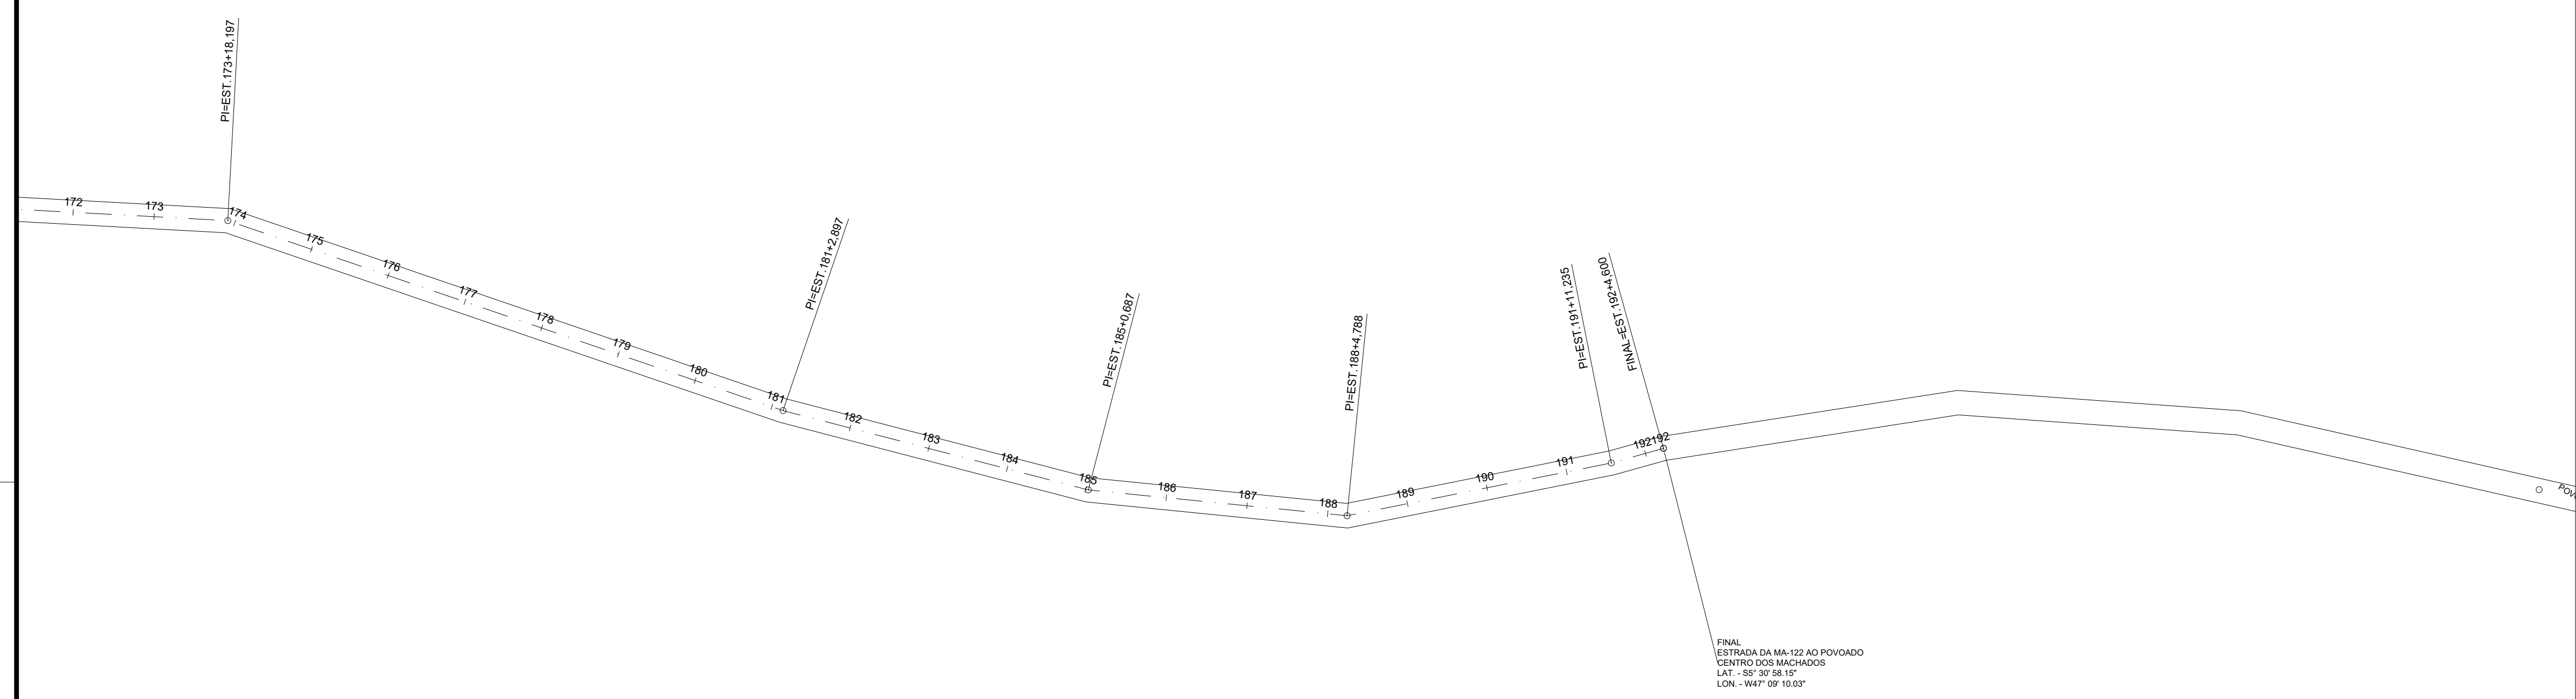 PI=EST.173+18,197
172
173
174
175
176
177
178
179
180
181
PI=EST.181+2,897
182
183
184
185
PI=EST.185+0,687
186
187
188
PI=EST.188+4,788
189
190
191
PI=EST.191+11,235
192
FINAL=EST.192+4,600
192
FINAL
ESTRADA DA MA-122 AO POVOADO
CENTRO DOS MACHADOS
LAT. - S5° 30' 58.15"
LON. - W47° 09' 10.03"